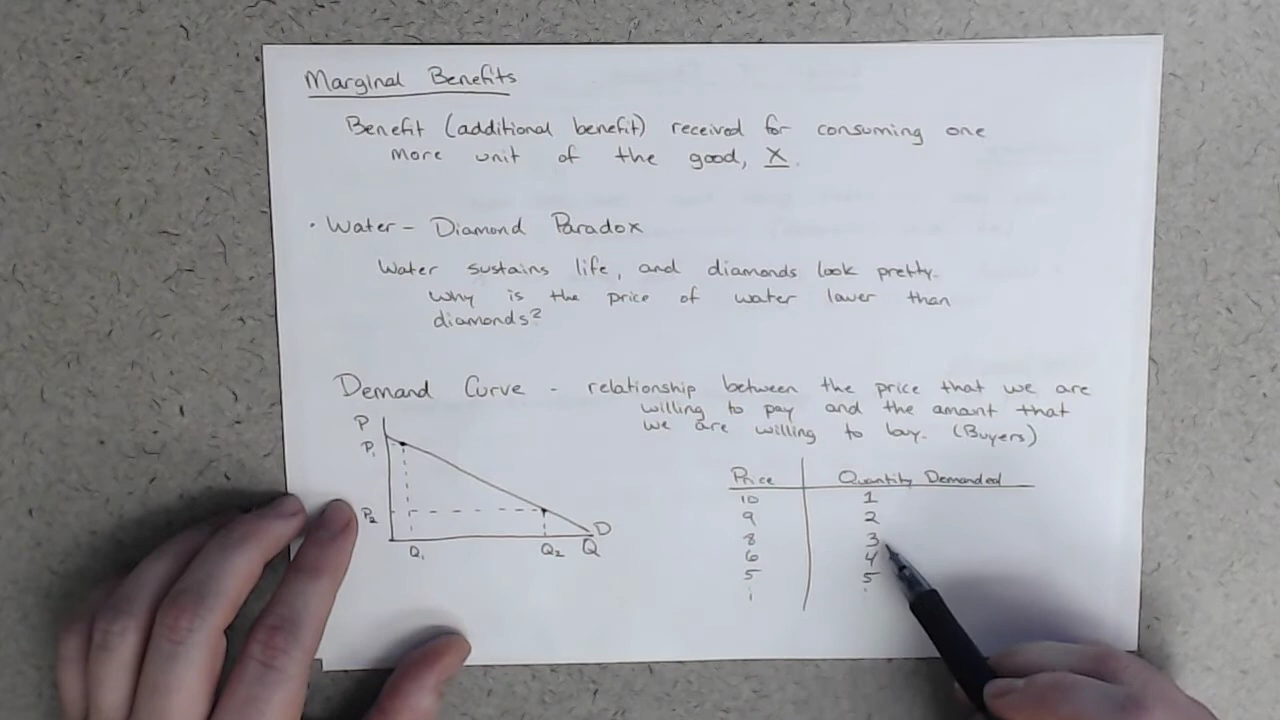 Marginal Benefits
Benefit (additional benefit) received for consuming one
more unit of the good, X.
• Water - Diamond Paradox
Water sustains life, and diamonds look pretty.
Why is the price of water lower than
diamonds?
Demand Curve - relationship between the price that we are
willing to pay and the amount that
we are willing to buy. (Buyers)
P
P1
P2
D
Q1 Q2 Q
Price Quantity Demanded
10 1
9 2
8 3
6 4
5 5